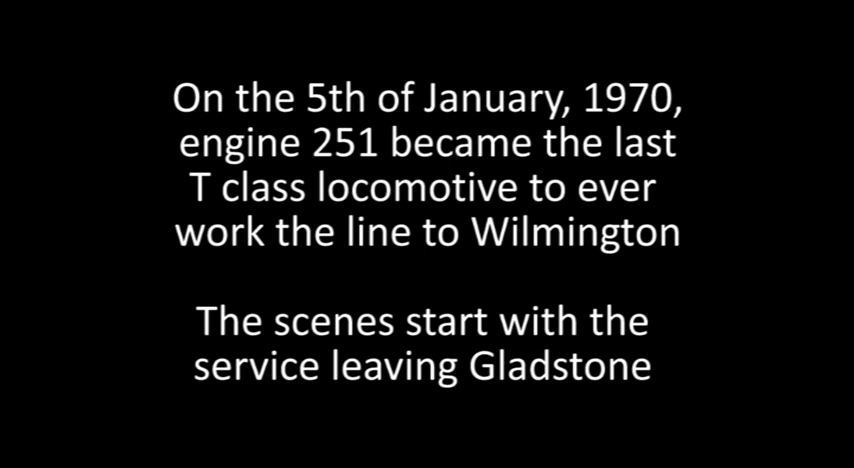 On the 5th of January, 1970,
engine 251 became the last
T class locomotive to ever
work the line to Wilmington
The scenes start with the
service leaving Gladstone